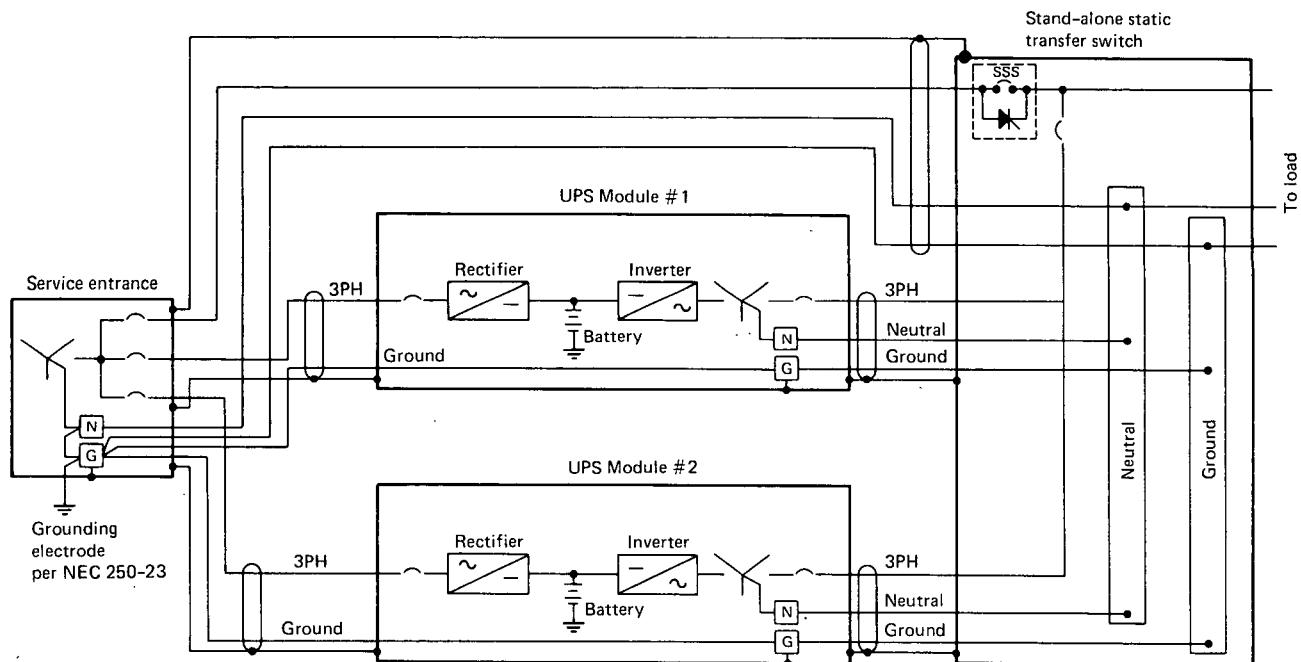 Stand-alone static
transfer switch
SSS
To load
UPS Module #1
Service entrance
3PH
Rectifier
Inverter
3PH
Battery
N
Neutral
Ground
G
Ground
N
G
Neutral
Ground
UPS Module #2
Grounding
electrode
per NEC 250-23
3PH
Rectifier
Inverter
3PH
Battery
N
Neutral
Ground
G
Ground